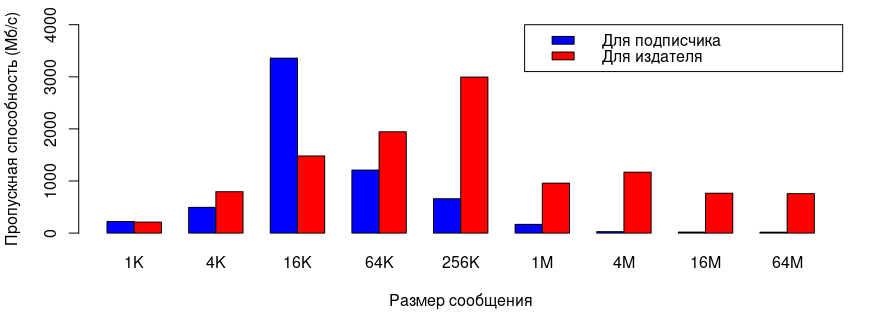 Пропускная способность (Мб/с)
4000
3000
2000
1000
0
Для подписчика
Для издателя
1K 4K 16K 64K 256K 1M 4M 16M 64M
Размер сообщения